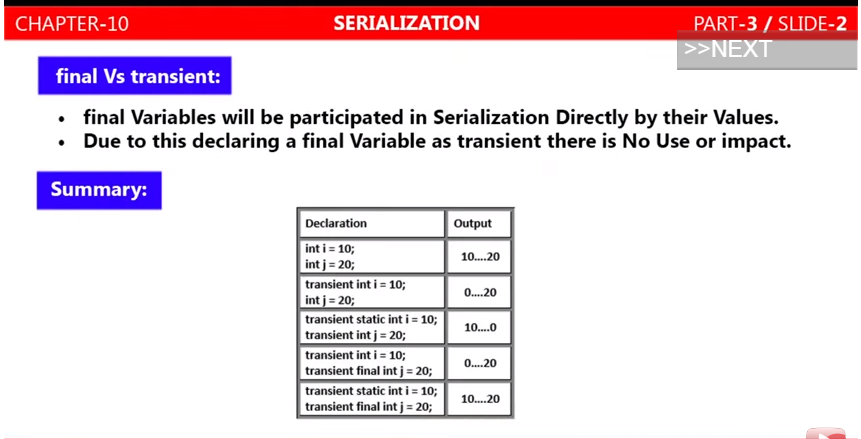 CHAPTER-10 SERIALIZATION PART-3 / SLIDE-2
>>NEXT
final Vs transient:
• final Variables will be participated in Serialization Directly by their Values.
• Due to this declaring a final Variable as transient there is No Use or impact.
Summary:
Declaration Output
int i = 10;
int j = 20;
10....20
transient int i = 10;
int j = 20;
0....20
transient static int i = 10;
transient int j = 20;
10....0
transient int i = 10;
transient final int j = 20;
0....20
transient static int i = 10;
transient final int j = 20;
10....20